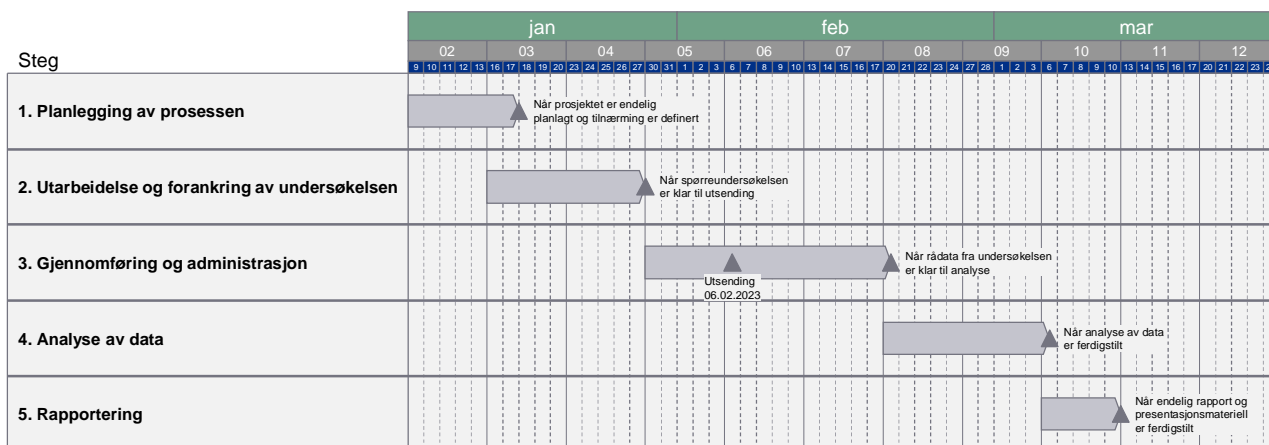 jan feb mar
Steg
02 03 04 05 06 07 08 09 10 11 12
9 10 11 12 13 16 17 18 19 20 23 24 25 26 27 30 31 1 2 3 6 7 8 9 10 13 14 15 16 17 20 21 22 23 24 27 28 1 2 3 6 7 8 9 10 13 14 15 16 17 20 21 22 23
1. Planlegging av prosessen
Når prosjektet er endelig
planlagt og tilnærming er definert
2. Utarbeidelse og forankring av undersøkelsen
Når spørreundersøkelsen
er klar til utsending
3. Gjennomføring og administrasjon
Når rådata fra undersøkelsen
er klar til analyse
Utsending
06.02.2023
4. Analyse av data
Når analyse av data
er ferdigstilt
5. Rapportering
Når endelig rapport og
presentasjonsmateriell
er ferdigstilt